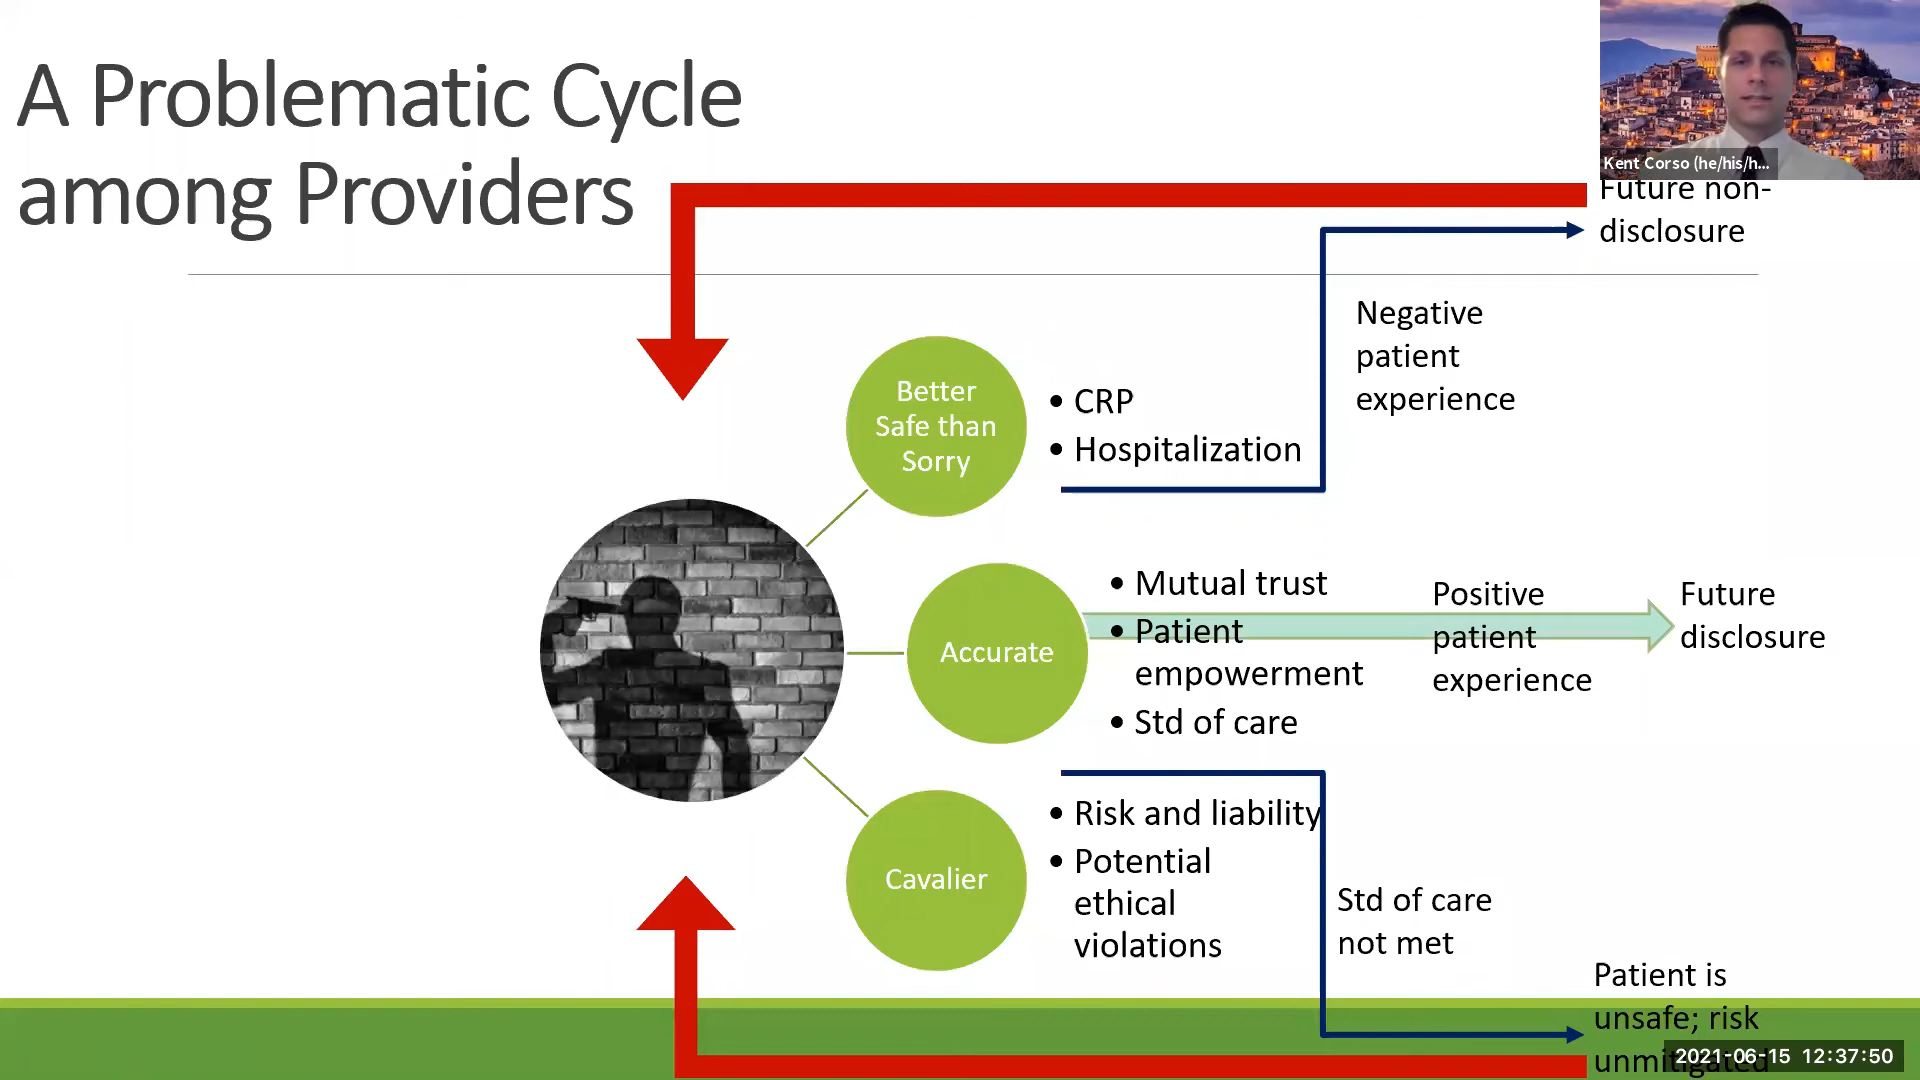 A Problematic Cycle
among Providers
Kent Corso (he/his/h...
Future non-
disclosure
Negative
patient
experience
Better
Safe than
Sorry
• CRP
• Hospitalization
Accurate
• Mutual trust
• Patient
empowerment
• Std of care
Positive
patient
experience
Future
disclosure
Cavalier
• Risk and liability
• Potential
ethical
violations
Std of care
not met
Patient is
unsafe; risk
unmitigated
2021-06-15 12:37:50